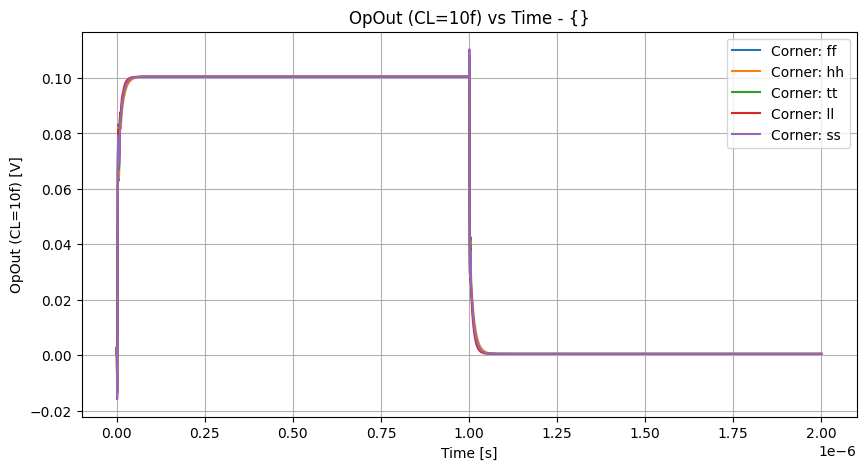 OpOut (CL=10f) vs Time - {}
OpOut (CL=10f) [V]
0.10
0.08
0.06
0.04
0.02
0.00
−0.02
Corner: ff
Corner: hh
Corner: tt
Corner: ll
Corner: ss
0.00 0.25 0.50 0.75 1.00 1.25 1.50 1.75 2.00
1e−6
Time [s]